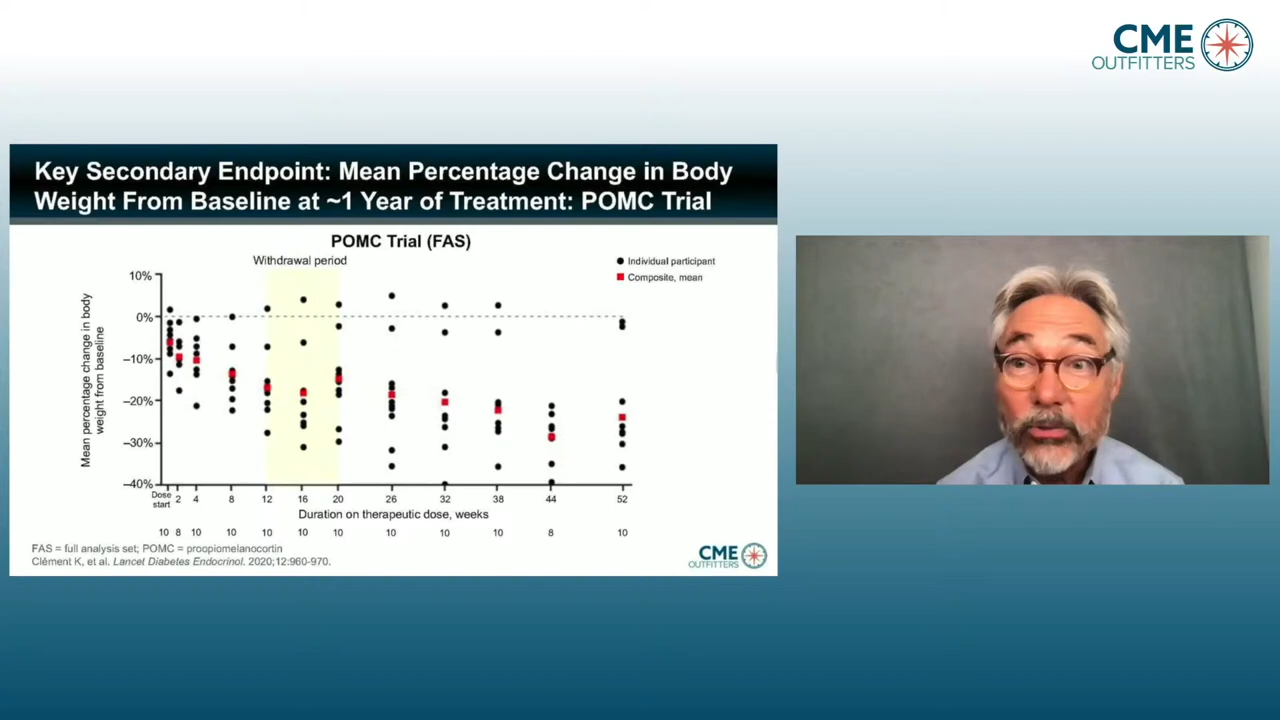 CME
OUTFITTERS
Key Secondary Endpoint: Mean Percentage Change in Body
Weight From Baseline at ~1 Year of Treatment: POMC Trial
POMC Trial (FAS)
Withdrawal period
Individual participant
Composite, mean
Mean percentage change in body
weight from baseline
10%
0%
–10%
–20%
–30%
–40%
Dose
start 2 4 8 12 16 20 26 32 38 44 52
Duration on therapeutic dose, weeks
10 8 10 10 10 10 10 10 10 10 8 10
FAS = full analysis set; POMC = proopiomelanocortin
Clément K, et al. Lancet Diabetes Endocrinol. 2020;12:960-970.
CME
OUTFITTERS